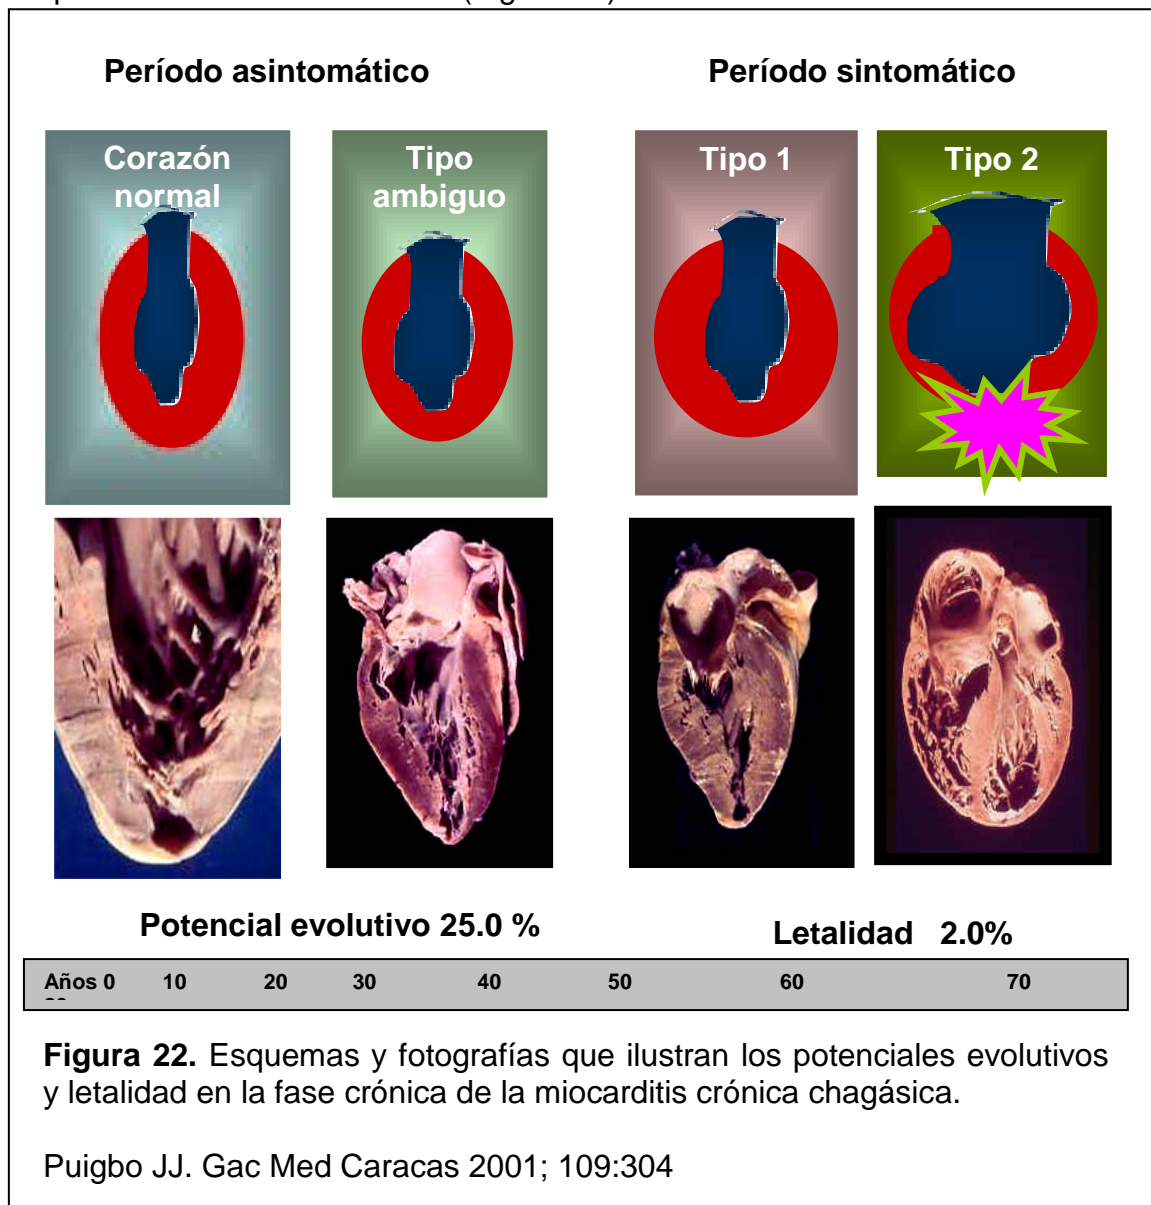 Período asintomático
Período sintomático
Corazón
normal
Tipo
ambiguo
Tipo 1
Tipo 2
Potencial evolutivo 25.0 %
Letalidad 2.0%
Años 0 10 20 30 40 50 60 70
Figura 22. Esquemas y fotografías que ilustran los potenciales evolutivos
y letalidad en la fase crónica de la miocarditis crónica chagásica.
Puigbo JJ. Gac Med Caracas 2001; 109:304